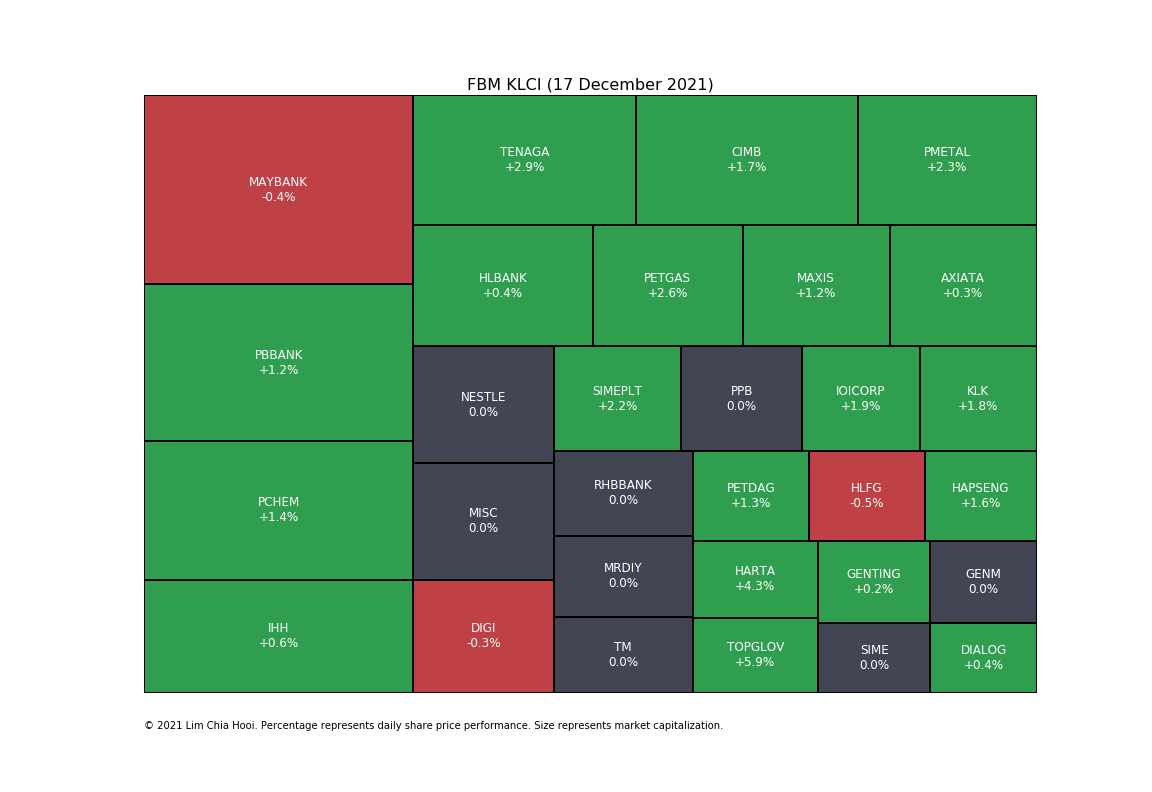 FBM KLCI (17 December 2021)
MAYBANK
-0.4%
PBBANK
+1.2%
PCHEM
+1.4%
IHH
+0.6%
TENAGA
+2.9%
CIMB
+1.7%
PMETAL
+2.3%
HLBANK
+0.4%
PETGAS
+2.6%
MAXIS
+1.2%
AXIATA
+0.3%
NESTLE
0.0%
MISC
0.0%
DIGI
-0.3%
SIMEPLT
+2.2%
PPB
0.0%
IOICORP
+1.9%
KLK
+1.8%
RHBBANK
0.0%
MRDIY
0.0%
TM
0.0%
PETDAG
+1.3%
HLFG
-0.5%
HAPSENG
+1.6%
HARTA
+4.3%
TOPGLOV
+5.9%
GENTING
+0.2%
GENM
0.0%
SIME
0.0%
DIALOG
+0.4%
© 2021 Lim Chia Hooi. Percentage represents daily share price performance. Size represents market capitalization.